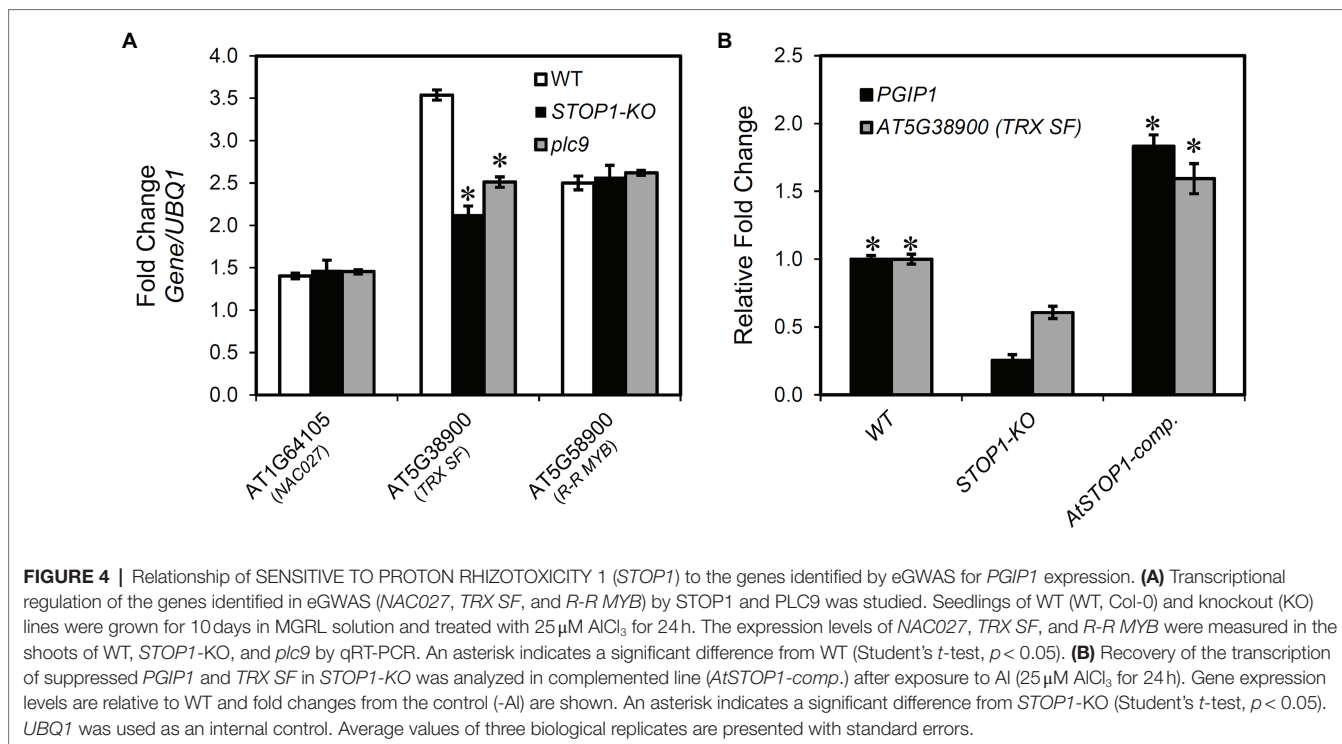 A
4.0
3.5
3.0
2.5
2.0
1.5
1.0
0.5
0.0
Fold Change
Gene/UBQ1
WT
STOP1-KO
plc9
*
*
AT1G64105
(NAC027)
AT5G38900
(TRX SF)
AT5G58900
(R-R MYB)
B
2.5
2.0
1.5
1.0
0.5
0.0
Relative Fold Change
PGIP1
AT5G38900 (TRX SF)
*
*
*
*
WT
STOP1-KO
AtSTOP1-comp.
FIGURE 4 | Relationship of SENSITIVE TO PROTON RHIZOTOXICITY 1 (STOP1) to the genes identified by eGWAS for PGIP1 expression. (A) Transcriptional
regulation of the genes identified in eGWAS (NAC027, TRX SF, and R-R MYB) by STOP1 and PLC9 was studied. Seedlings of WT (WT, Col-0) and knockout (KO)
lines were grown for 10 days in MGRL solution and treated with 25 μM AlCl₃ for 24 h. The expression levels of NAC027, TRX SF, and R-R MYB were measured in the
shoots of WT, STOP1-KO, and plc9 by qRT-PCR. An asterisk indicates a significant difference from WT (Student's t-test, p < 0.05). (B) Recovery of the transcription
of suppressed PGIP1 and TRX SF in STOP1-KO was analyzed in complemented line (AtSTOP1-comp.) after exposure to Al (25 μM AlCl₃ for 24 h). Gene expression
levels are relative to WT and fold changes from the control (-Al) are shown. An asterisk indicates a significant difference from STOP1-KO (Student's t-test, p < 0.05).
UBQ1 was used as an internal control. Average values of three biological replicates are presented with standard errors.